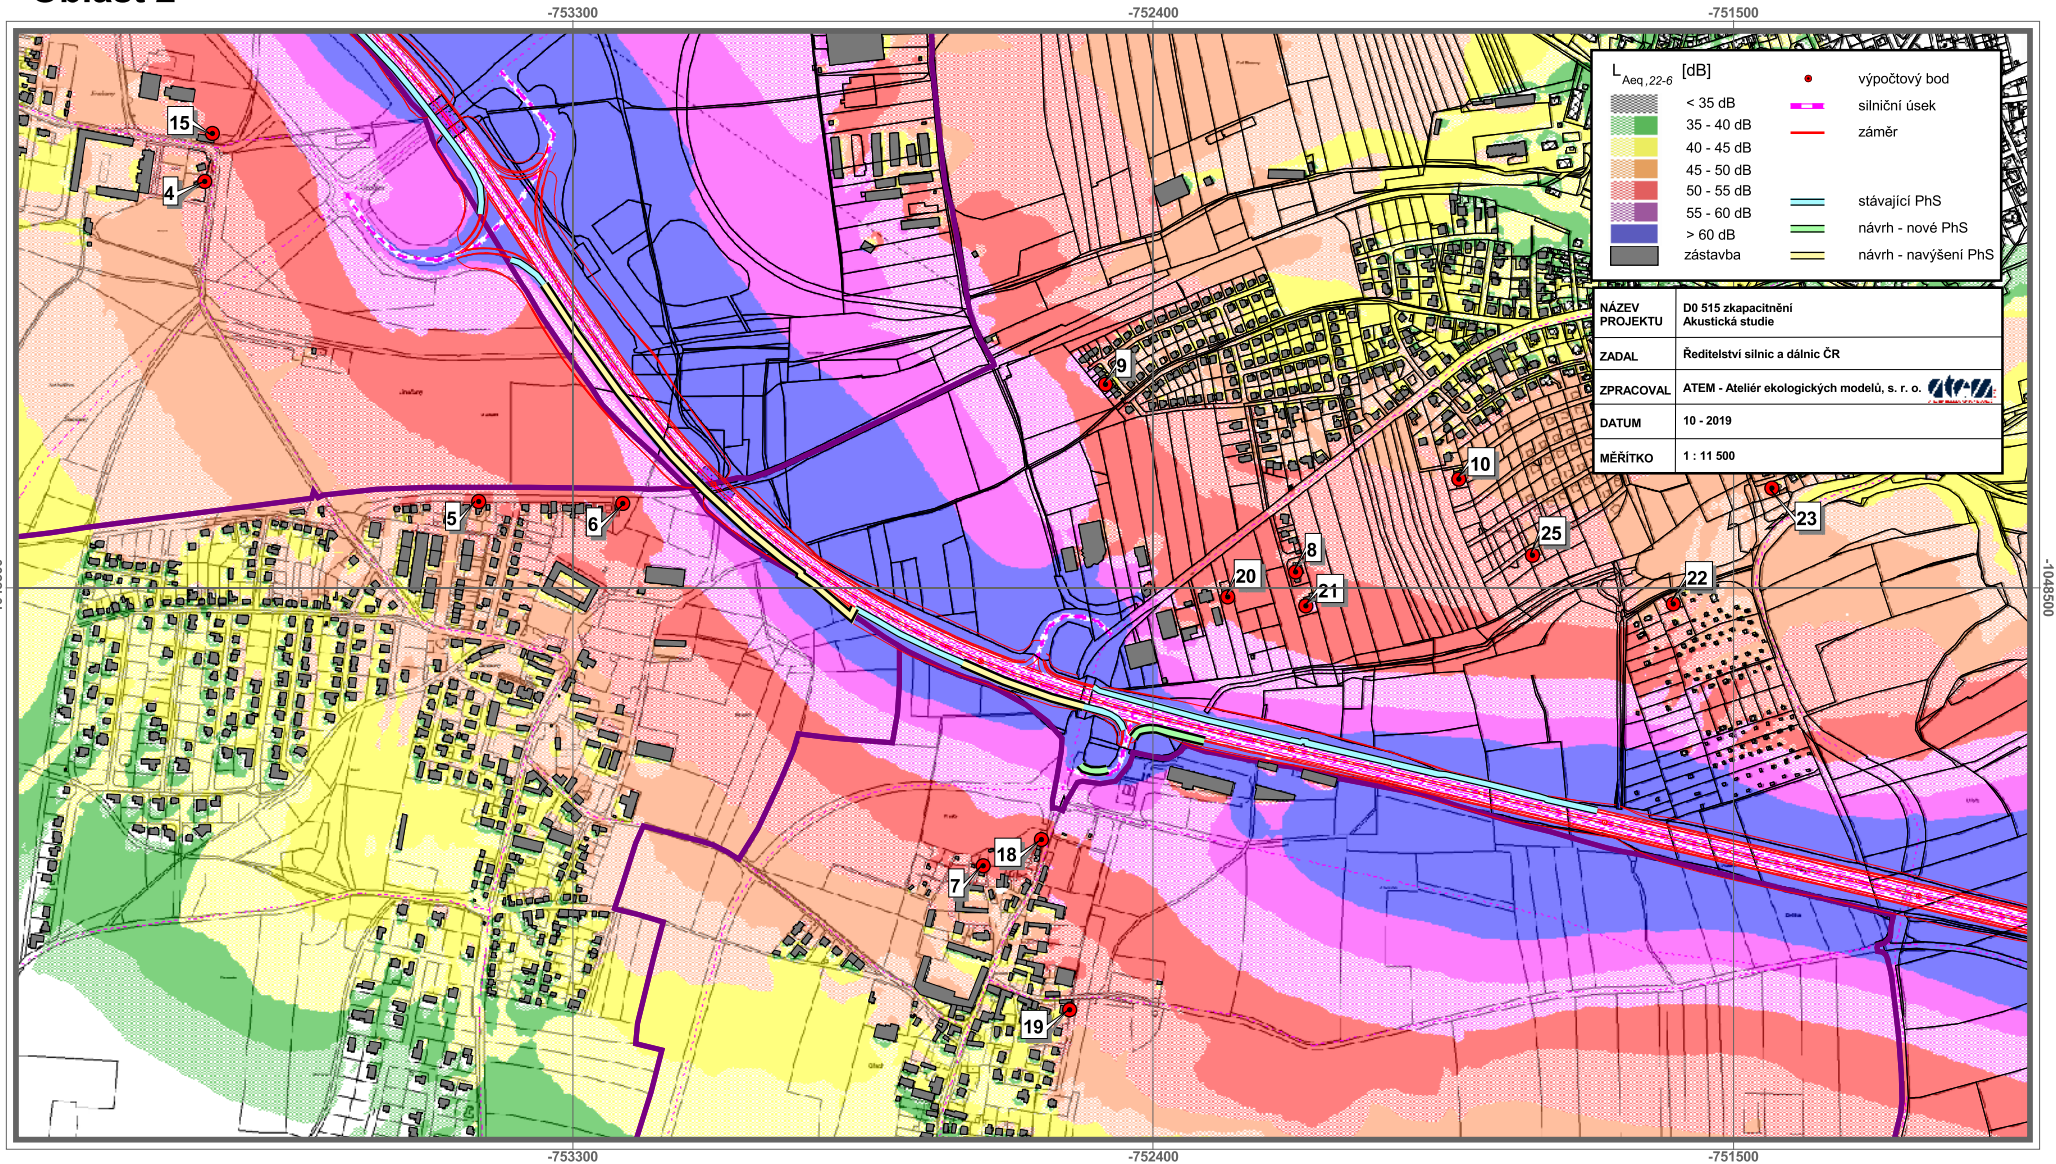 -753300
-752400
-751500
L Aeq,22-6 [dB]
< 35 dB
35 - 40 dB
40 - 45 dB
45 - 50 dB
50 - 55 dB
55 - 60 dB
> 60 dB
zástavba
výpočtový bod
silniční úsek
záměr
stávající PhS
návrh - nové PhS
návrh - navýšení PhS
NÁZEV PROJEKTU
D0 515 zkapacitnění
Akustická studie
ZADAL
Ředitelství silnic a dálnic ČR
ZPRACOVAL
ATEM - Ateliér ekologických modelů, s. r. o.
DATUM
10 - 2019
MĚŘÍTKO
1 : 11 500
15
4
9
10
5
6
23
25
8
20
22
21
-1048500
18
7
19
-753300
-752400
-751500